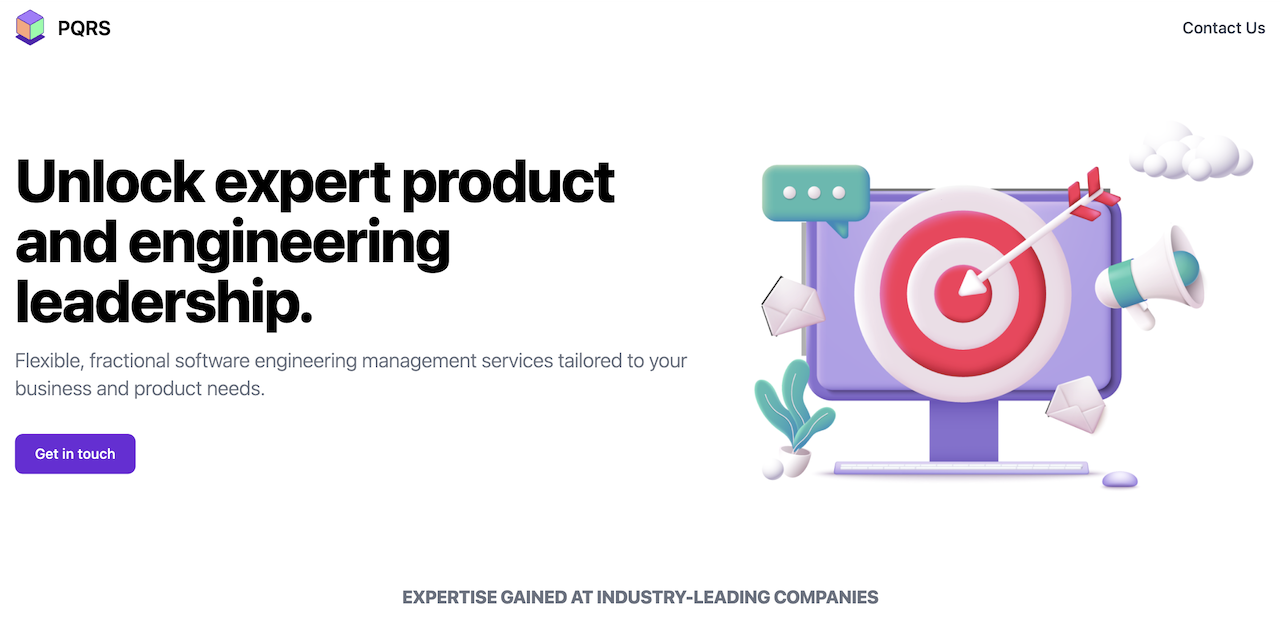 PQRS
Contact Us
Unlock expert product
and engineering
leadership.
Flexible, fractional software engineering management services tailored to your
business and product needs.
Get in touch
EXPERTISE GAINED AT INDUSTRY-LEADING COMPANIES